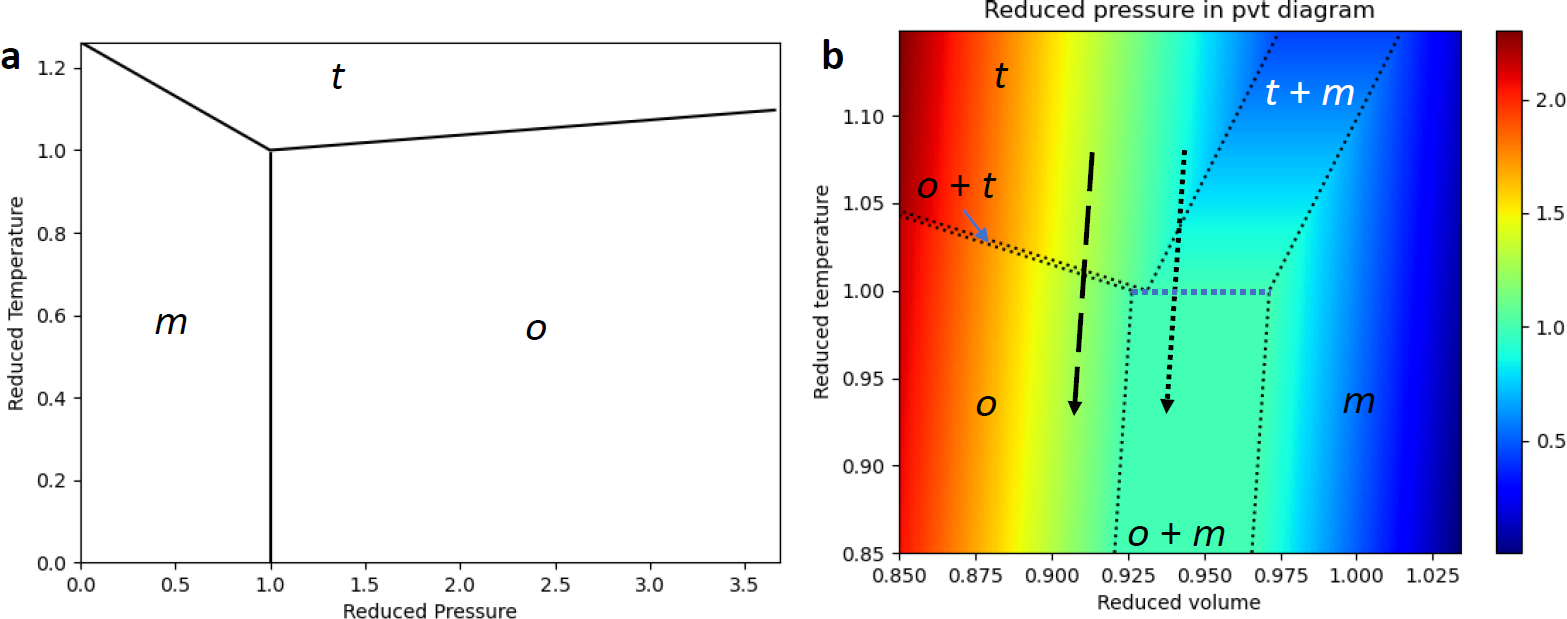 a
t
m
o
1.2
1.0
0.8
0.6
0.4
0.2
0.0
0.0 0.5 1.0 1.5 2.0 2.5 3.0 3.5
Reduced Temperature
Reduced Pressure
b
Reduced pressure in pvt diagram
t
t + m
o + t
o
m
o + m
1.10
1.05
1.00
0.95
0.90
0.85
0.850 0.875 0.900 0.925 0.950 0.975 1.000 1.025
Reduced temperature
Reduced volume
2.0
1.5
1.0
0.5